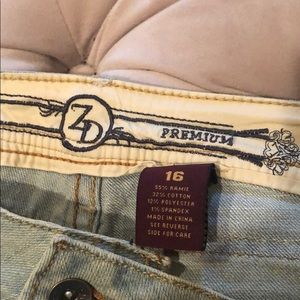 ZD
PREMIUM
16
55% RAMIE
32% COTTON
12% POLYESTER
1% SPANDEX
MADE IN CHINA
SEE REVERSE
SIDE FOR CARE